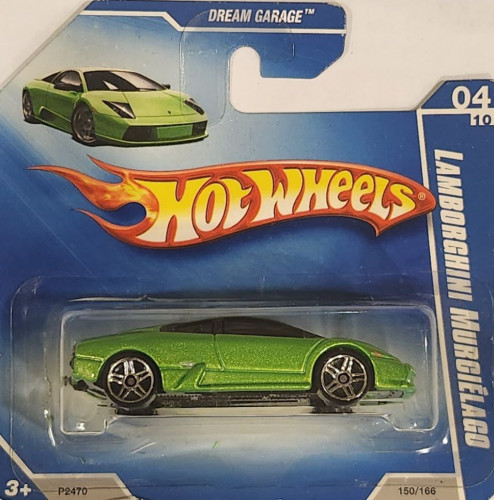 DREAM GARAGE™
04
10
HOT WHEELS
LAMBORGHINI MURCIÉLAGO
3+
P2470
150/166